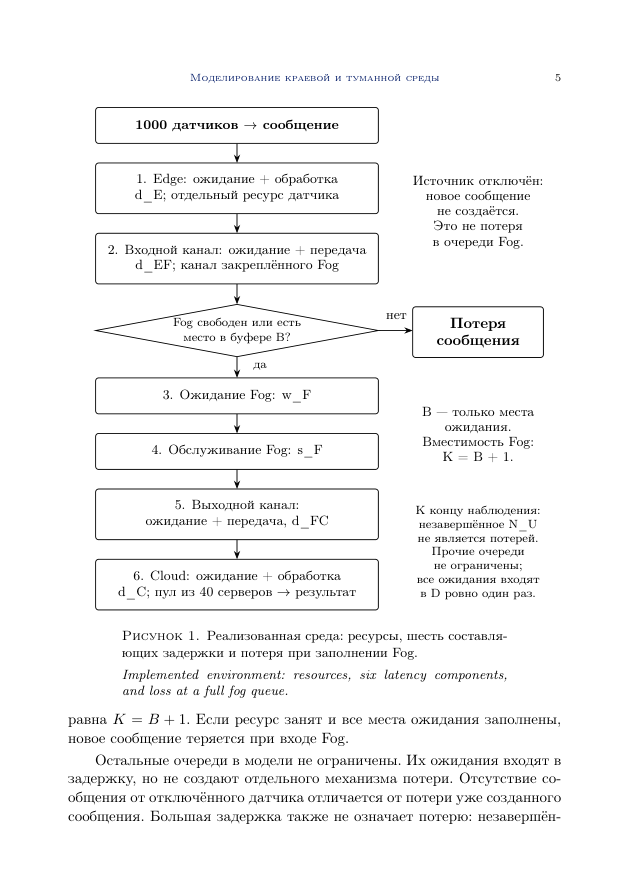 Моделирование краевой и туманной среды 5
1000 датчиков → сообщение
1. Edge: ожидание + обработка
d_E; отдельный ресурс датчика
Источник отключён:
новое сообщение
не создаётся.
Это не потеря
в очереди Fog.
2. Входной канал: ожидание + передача
d_EF; канал закреплённого Fog
Fog свободен или есть
место в буфере B?
нет
Потеря
сообщения
да
3. Ожидание Fog: w_F
B — только места
ожидания.
Вместимость Fog:
K = B + 1.
4. Обслуживание Fog: s_F
5. Выходной канал:
ожидание + передача, d_FC
К концу наблюдения:
незавершённое N_U
не является потерей.
Прочие очереди
не ограничены;
все ожидания входят
в D ровно один раз.
6. Cloud: ожидание + обработка
d_C; пул из 40 серверов → результат
Рисунок 1. Реализованная среда: ресурсы, шесть составля-
ющих задержки и потеря при заполнении Fog.
Implemented environment: resources, six latency components,
and loss at a full fog queue.
равна K = B + 1. Если ресурс занят и все места ожидания заполнены,
новое сообщение теряется при входе Fog.
Остальные очереди в модели не ограничены. Их ожидания входят в
задержку, но не создают отдельного механизма потери. Отсутствие со-
общения от отключённого датчика отличается от потери уже созданного
сообщения. Большая задержка также не означает потерю: незавершён-